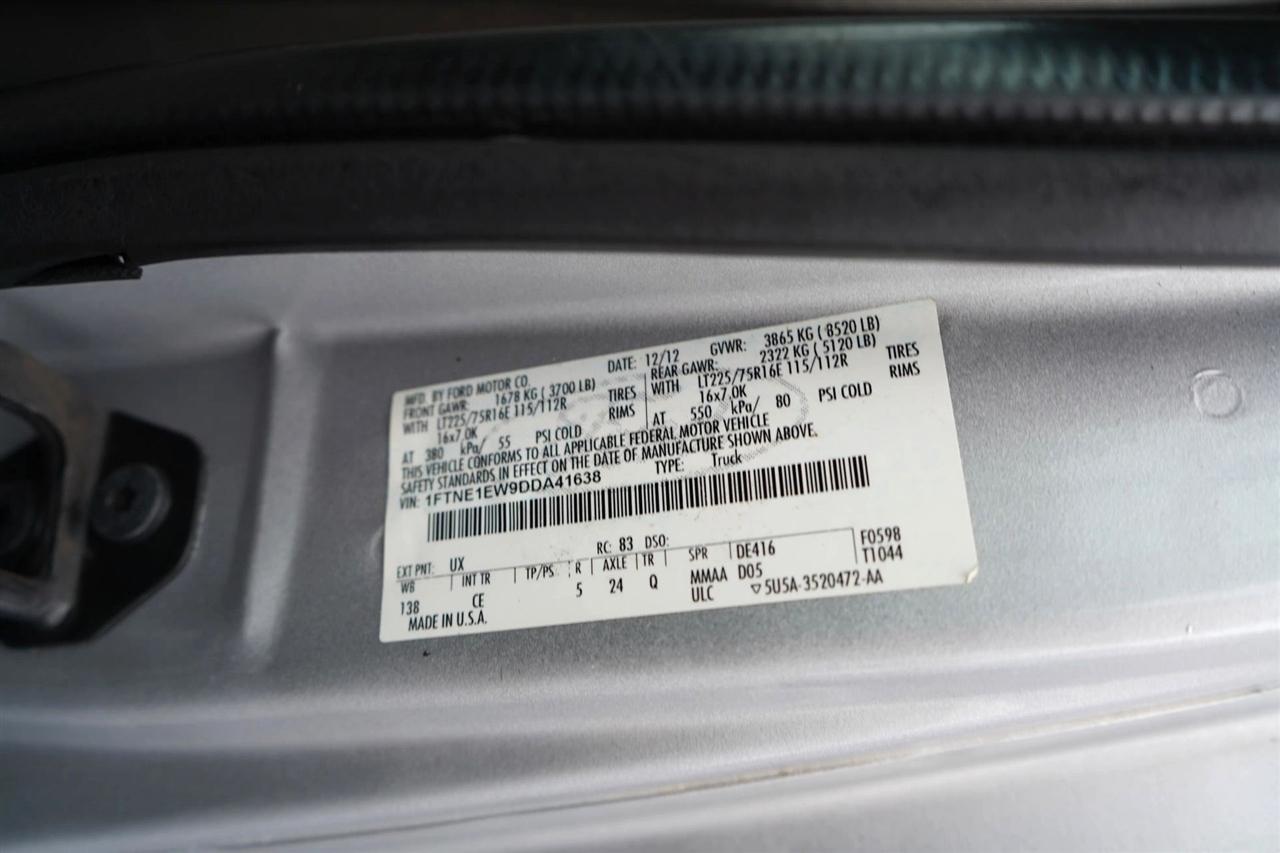 MFD. BY FORD MOTOR CO. DATE: 12/12 GVWR: 3865 KG ( 8520 LB)
FRONT GAWR: 1678 KG ( 3700 LB) REAR GAWR: 2322 KG ( 5120 LB)
WITH LT225/75R16E 115/112R TIRES WITH LT225/75R16E 115/112R TIRES
16x7.0K RIMS 16x7.0K RIMS
AT 380 kPa/ 55 PSI COLD AT 550 kPa/ 80 PSI COLD
THIS VEHICLE CONFORMS TO ALL APPLICABLE FEDERAL MOTOR VEHICLE
SAFETY STANDARDS IN EFFECT ON THE DATE OF MANUFACTURE SHOWN ABOVE.
VIN: 1FTNE1EW9DDA41638 TYPE: Truck
EXT PNT: UX RC: 83 DSO: F0598
WB INT TR TP/PS R AXLE TR SPR DE416 T1044
138 CE 5 24 Q MMAA D05
MADE IN U.S.A. ULC ▽5U5A-3520472-AA